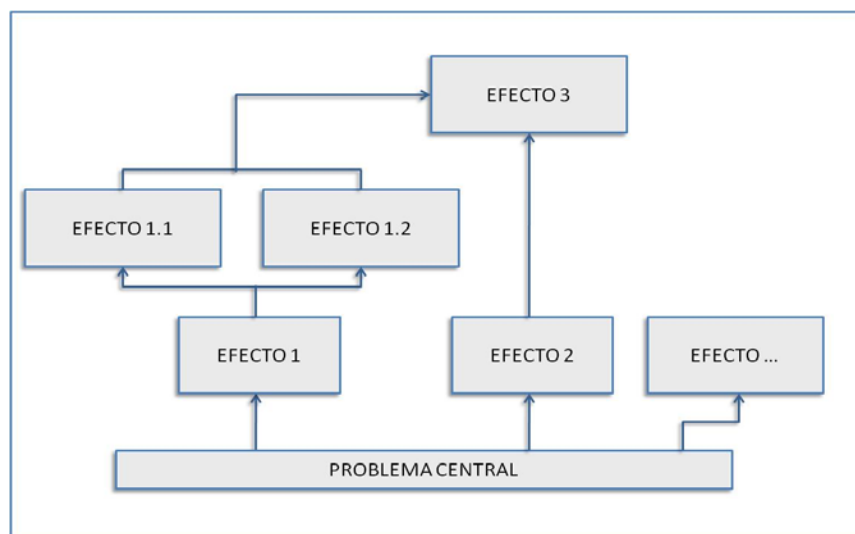 EFECTO 3
EFECTO 1.1
EFECTO 1.2
EFECTO 1
EFECTO 2
EFECTO ...
PROBLEMA CENTRAL